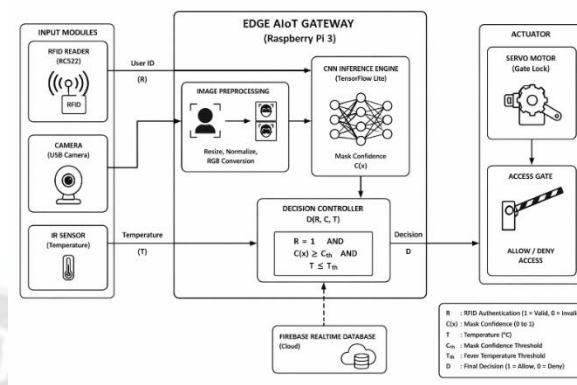 INPUT MODULES
RFID READER
(RC522)
RFID
CAMERA
(USB Camera)
IR SENSOR
(Temperature)
User ID
(R)
Temperature
(T)
EDGE AIoT GATEWAY
(Raspberry Pi 3)
IMAGE PREPROCESSING
Resize, Normalize,
RGB Conversion
CNN INFERENCE ENGINE
(TensorFlow Lite)
Mask Confidence
C(x)
DECISION CONTROLLER
D(R, C, T)
R = 1 AND
C(x) ≥ Cth AND
T ≤ Tth
Decision
D
FIREBASE REALTIME DATABASE
(Cloud)
ACTUATOR
SERVO MOTOR
(Gate Lock)
ACCESS GATE
ALLOW / DENY
ACCESS
R : RFID Authentication (1 = Valid, 0 = Invalid
C(x) : Mask Confidence (0 to 1)
T : Temperature (°C)
Cth : Mask Confidence Threshold
Tth : Fever Temperature Threshold
D : Final Decision (1 = Allow, 0 = Deny)